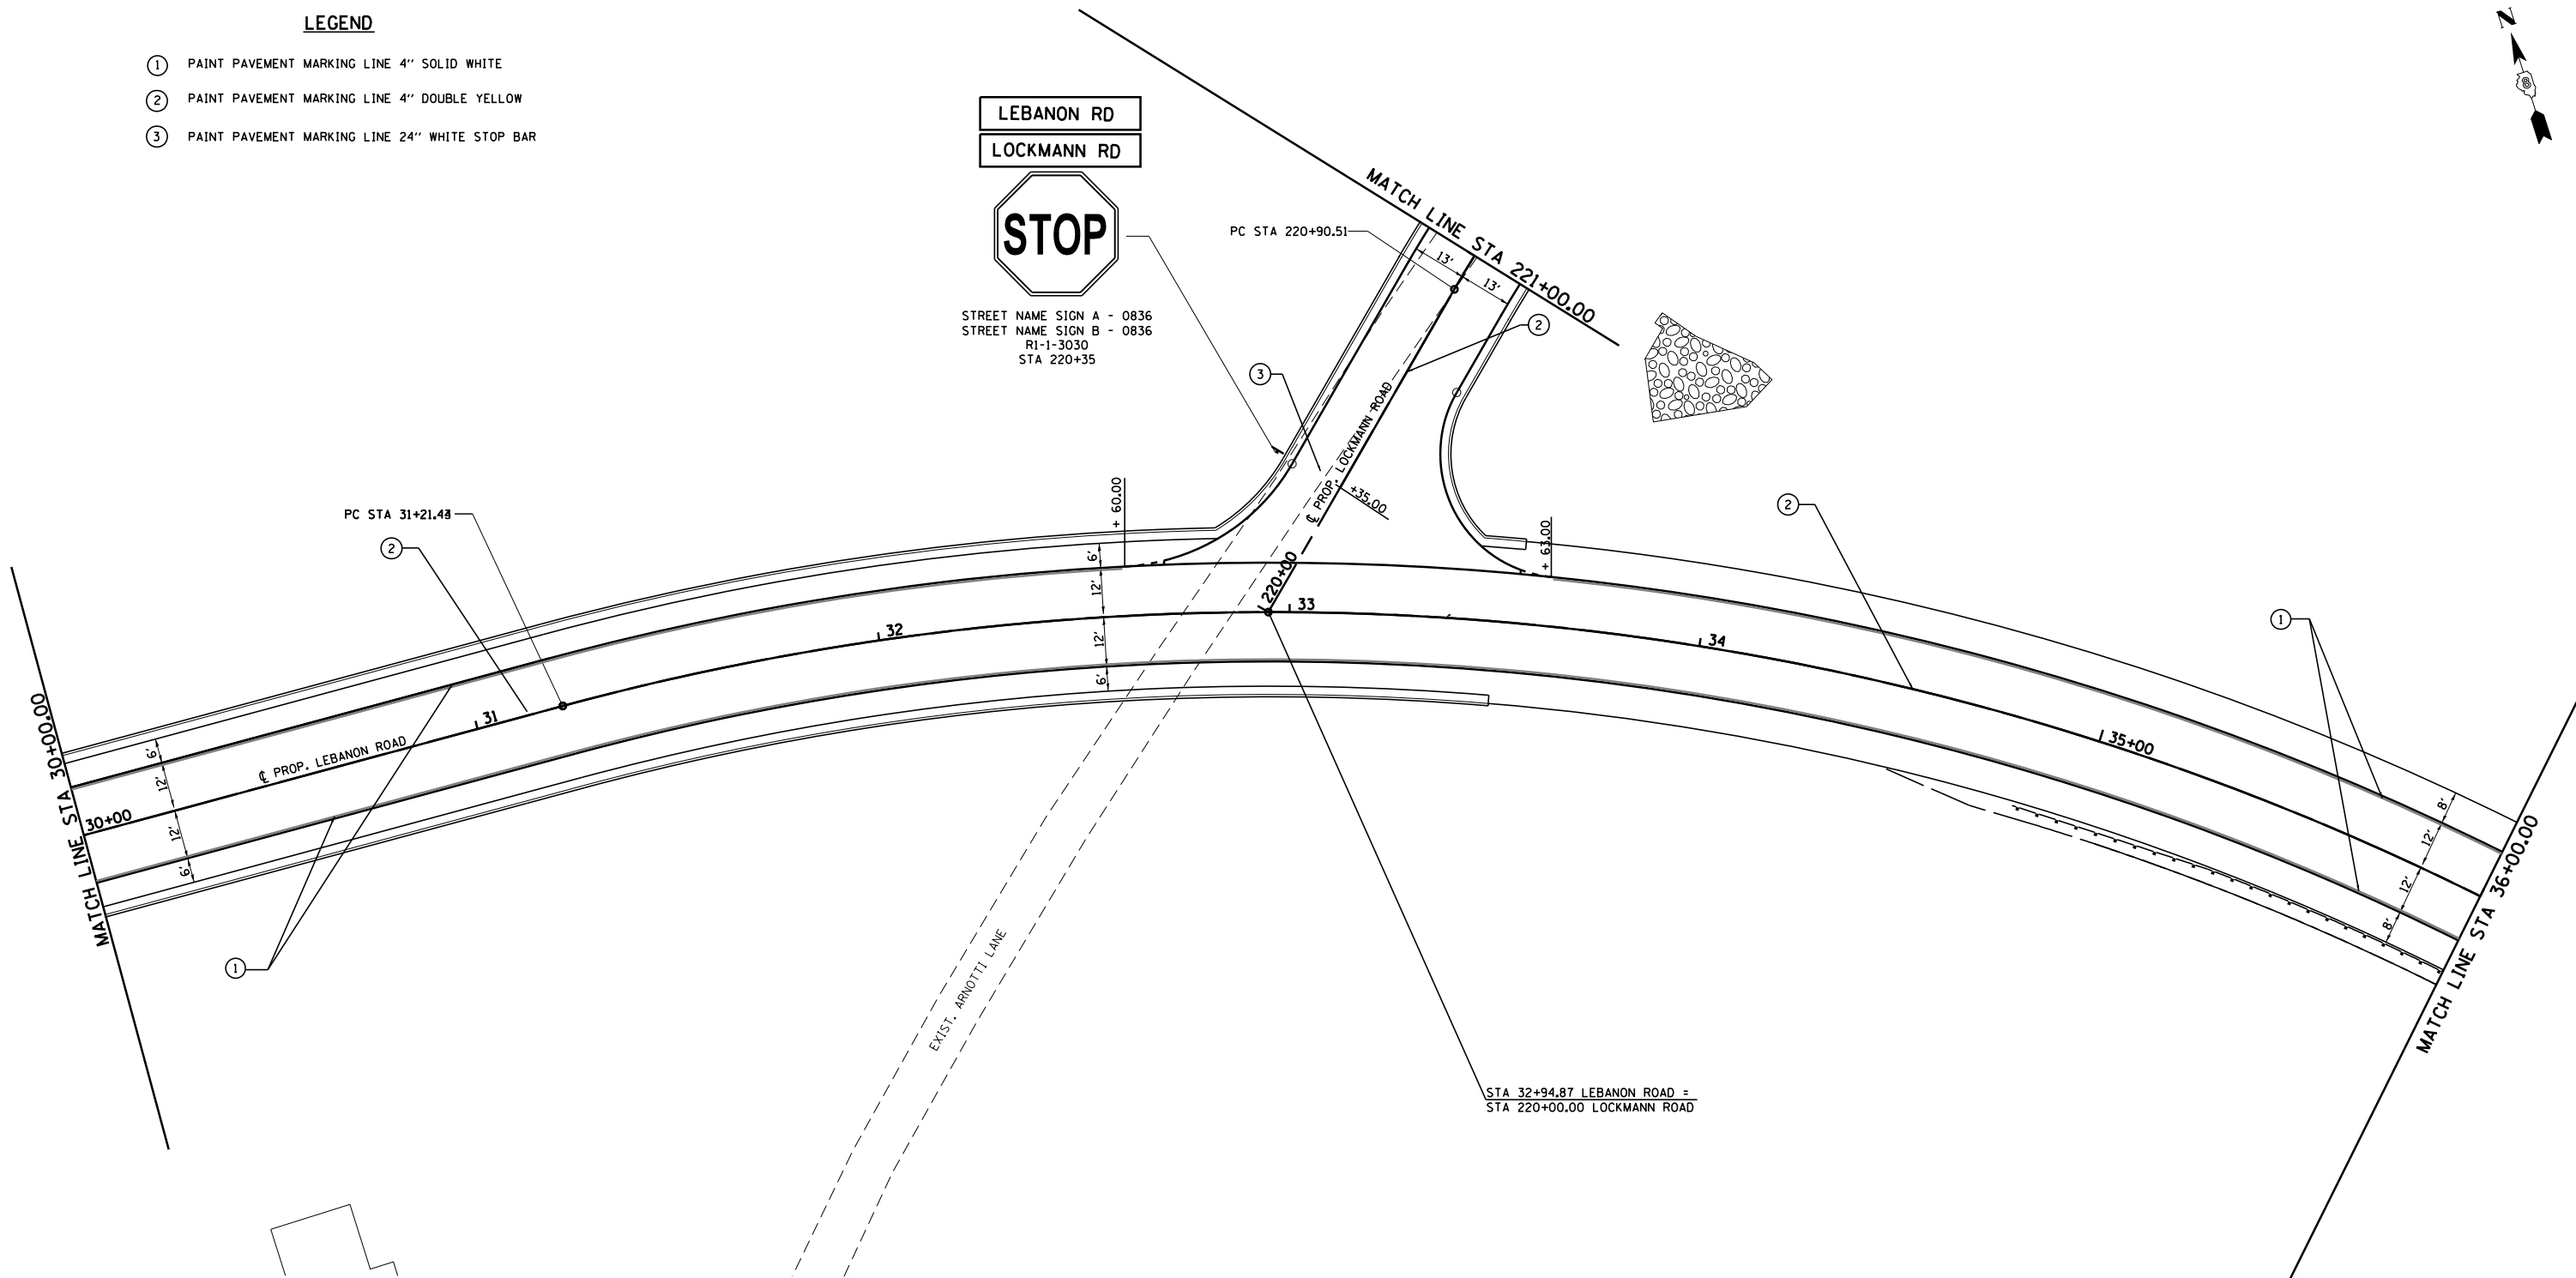 LEGEND
1 PAINT PAVEMENT MARKING LINE 4'' SOLID WHITE
2 PAINT PAVEMENT MARKING LINE 4'' DOUBLE YELLOW
3 PAINT PAVEMENT MARKING LINE 24'' WHITE STOP BAR
N
8
LEBANON RD
LOCKMANN RD
STOP
STREET NAME SIGN A - 0836
STREET NAME SIGN B - 0836
R1-1-3030
STA 220+35
MATCH LINE STA 221+00.00
PC STA 220+90.51
13'
13'
2
3
℄ PROP. LOCKMANN ROAD
+35.00
+ 60.00
+ 63.00
220+00
PC STA 31+21.43
2
2
1
6'
12'
12'
6'
30+00
31
32
33
34
35+00
℄ PROP. LEBANON ROAD
MATCH LINE STA 30+00.00
6'
12'
12'
6'
1
8'
12'
12'
8'
MATCH LINE STA 36+00.00
EXIST. ARNOTTI LANE
STA 32+94.87 LEBANON ROAD =
STA 220+00.00 LOCKMANN ROAD